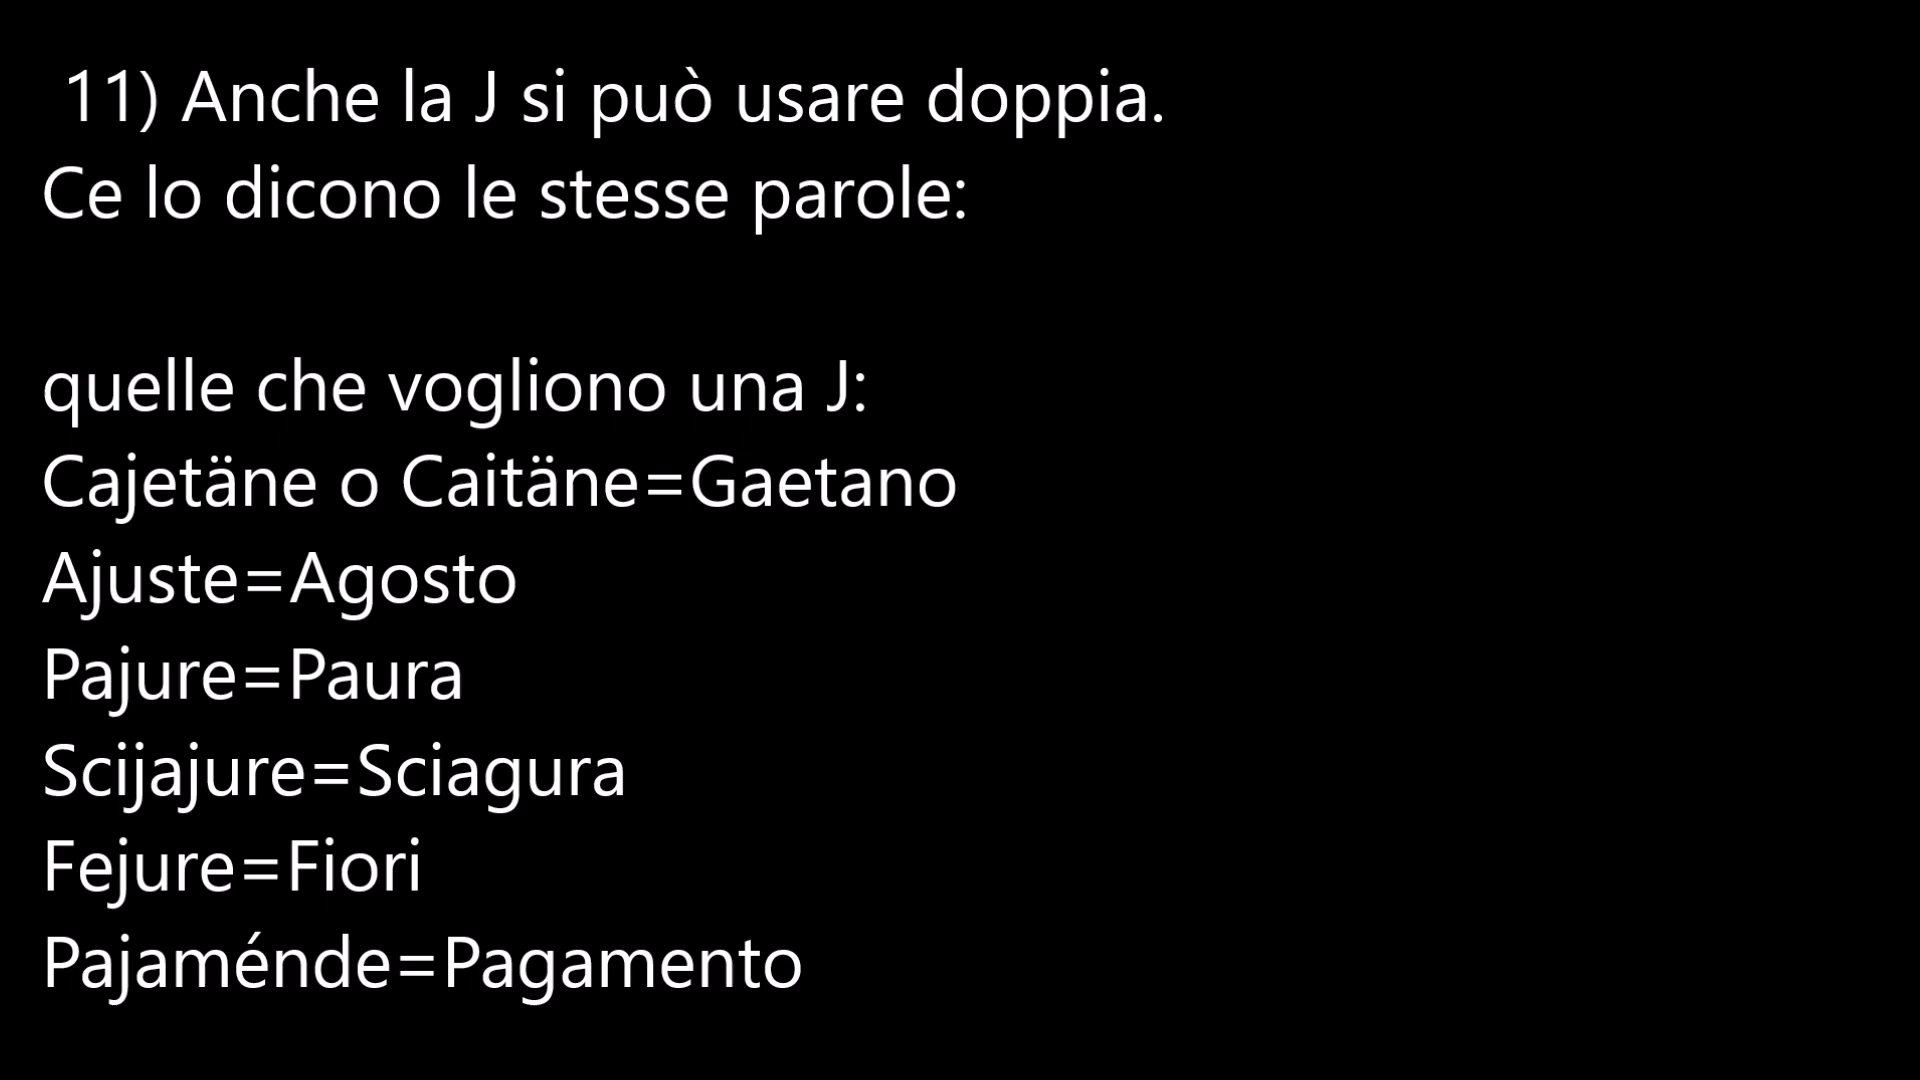 11) Anche la J si può usare doppia.
Ce lo dicono le stesse parole:
quelle che vogliono una J:
Cajetäne o Caitäne=Gaetano
Ajuste=Agosto
Pajure=Paura
Scijajure=Sciagura
Fejure=Fiori
Pajaménde=Pagamento